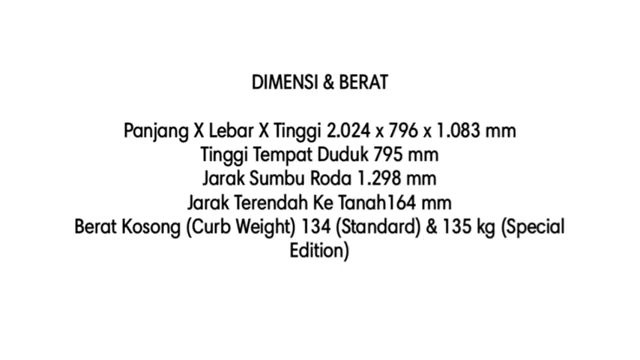 DIMENSI & BERAT
Panjang X Lebar X Tinggi 2.024 x 796 x 1.083 mm
Tinggi Tempat Duduk 795 mm
Jarak Sumbu Roda 1.298 mm
Jarak Terendah Ke Tanah164 mm
Berat Kosong (Curb Weight) 134 (Standard) & 135 kg (Special
Edition)